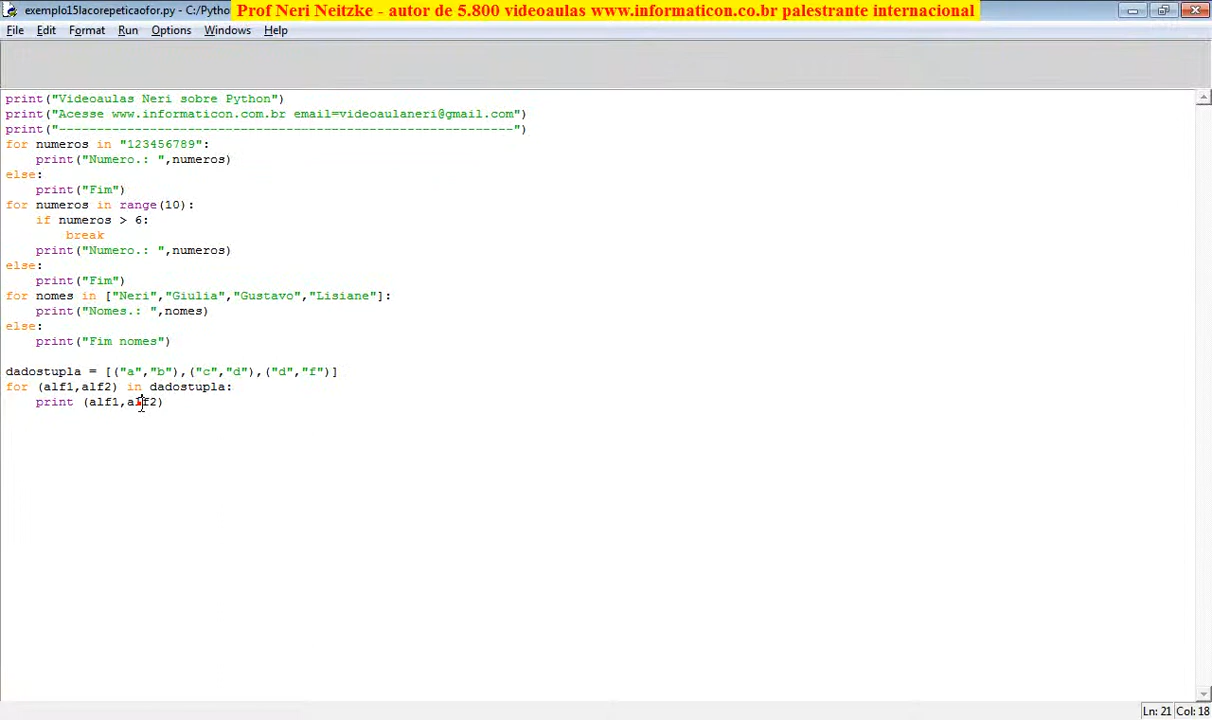 exemplo15lacorepeticaofor.py - C:/Pytho
Prof Neri Neitzke - autor de 5.800 videoaulas www.informaticon.co.br palestrante internacional
File Edit Format Run Options Windows Help
print("Videoaulas Neri sobre Python")
print("Acesse www.informaticon.com.br email=videoaulaneri@gmail.com")
print("------------------------------------------------------------")
for numeros in "123456789":
    print("Numero.: ",numeros)
else:
    print("Fim")
for numeros in range(10):
    if numeros > 6:
        break
    print("Numero.: ",numeros)
else:
    print("Fim")
for nomes in ["Neri","Giulia","Gustavo","Lisiane"]:
    print("Nomes.: ",nomes)
else:
    print("Fim nomes")
dadostupla = [("a","b"),("c","d"),("d","f")]
for (alf1,alf2) in dadostupla:
    print (alf1,alf2)
Ln: 21 Col: 18